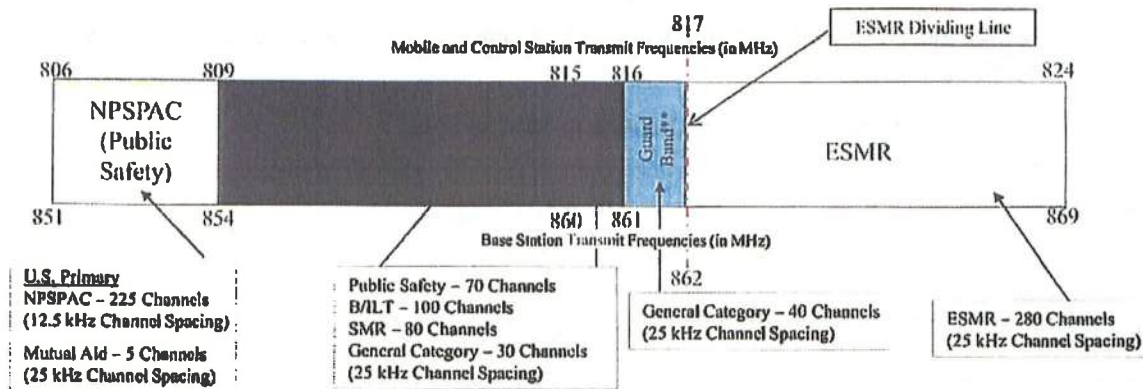 817
ESMR Dividing Line
Mobile and Control Station Transmit Frequencies (in MHz)
806
809
815
816
824
NPSPAC
(Public
Safety)
Guard
Band**
ESMR
851
854
860
861
869
Base Station Transmit Frequencies (in MHz)
862
U.S. Primary
NPSPAC – 225 Channels
(12.5 kHz Channel Spacing)
Mutual Aid – 5 Channels
(25 kHz Channel Spacing)
Public Safety – 70 Channels
B/ILT – 100 Channels
SMR – 80 Channels
General Category – 30 Channels
(25 kHz Channel Spacing)
General Category – 40 Channels
(25 kHz Channel Spacing)
ESMR – 280 Channels
(25 kHz Channel Spacing)